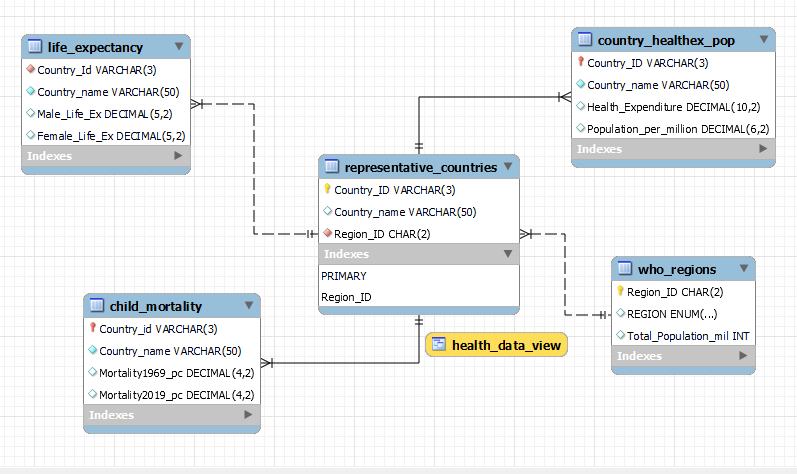 life_expectancy
Country_Id VARCHAR(3)
Country_name VARCHAR(50)
Male_Life_Ex DECIMAL(5,2)
Female_Life_Ex DECIMAL(5,2)
Indexes
country_healthex_pop
Country_ID VARCHAR(3)
Country_name VARCHAR(50)
Health_Expenditure DECIMAL(10,2)
Population_per_million DECIMAL(6,2)
Indexes
representative_countries
Country_ID VARCHAR(3)
Country_name VARCHAR(50)
Region_ID CHAR(2)
Indexes
PRIMARY
Region_ID
who_regions
Region_ID CHAR(2)
REGION ENUM(...)
Total_Population_mil INT
Indexes
child_mortality
Country_id VARCHAR(3)
Country_name VARCHAR(50)
Mortality1969_pc DECIMAL(4,2)
Mortality2019_pc DECIMAL(4,2)
Indexes
health_data_view